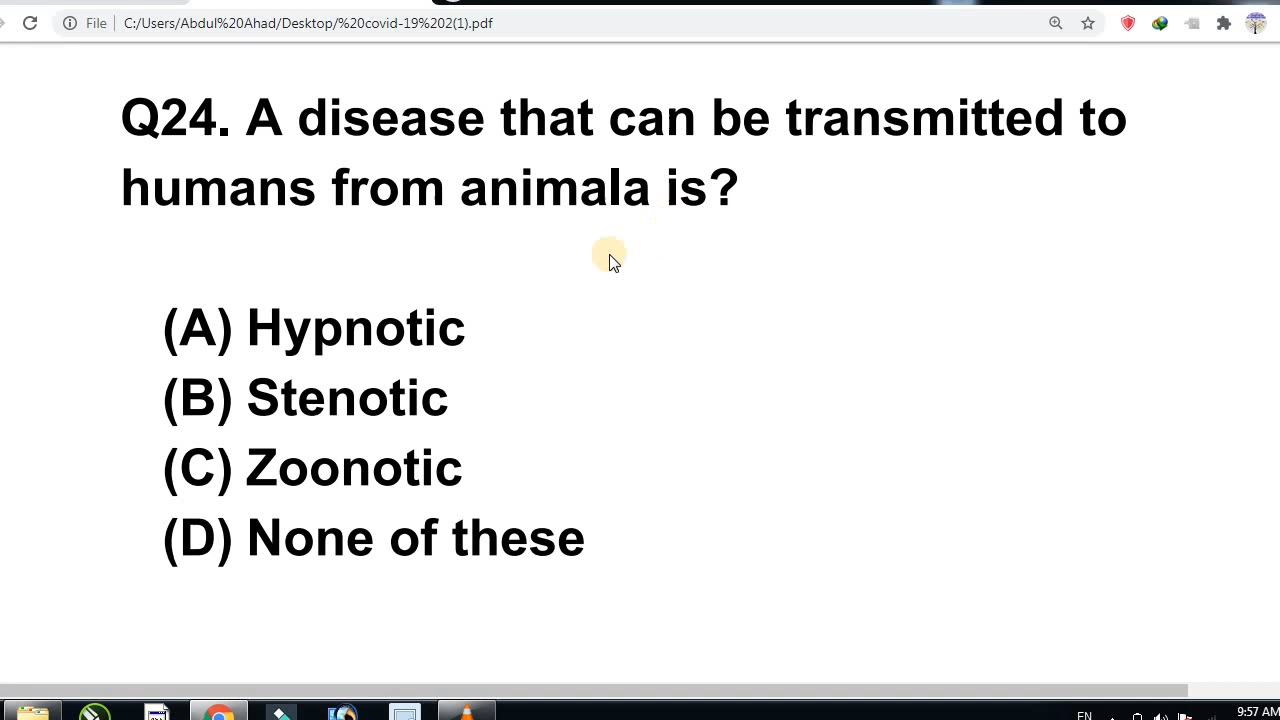 File | C:/Users/Abdul%20Ahad/Desktop/%20covid-19%202(1).pdf
Q24. A disease that can be transmitted to
humans from animala is?
(A) Hypnotic
(B) Stenotic
(C) Zoonotic
(D) None of these
EN
9:57 AM